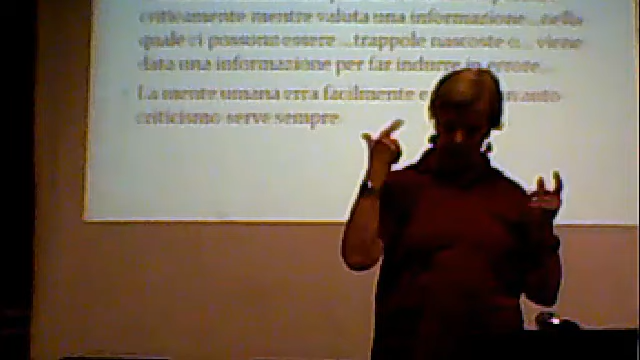 criticamente mentre valuta una informazione...nella
quale ci possono essere ...trappole nascoste o... viene
data una informazione per far indurre in errore...
La mente umana erra facilmente e
criticismo serve sempre